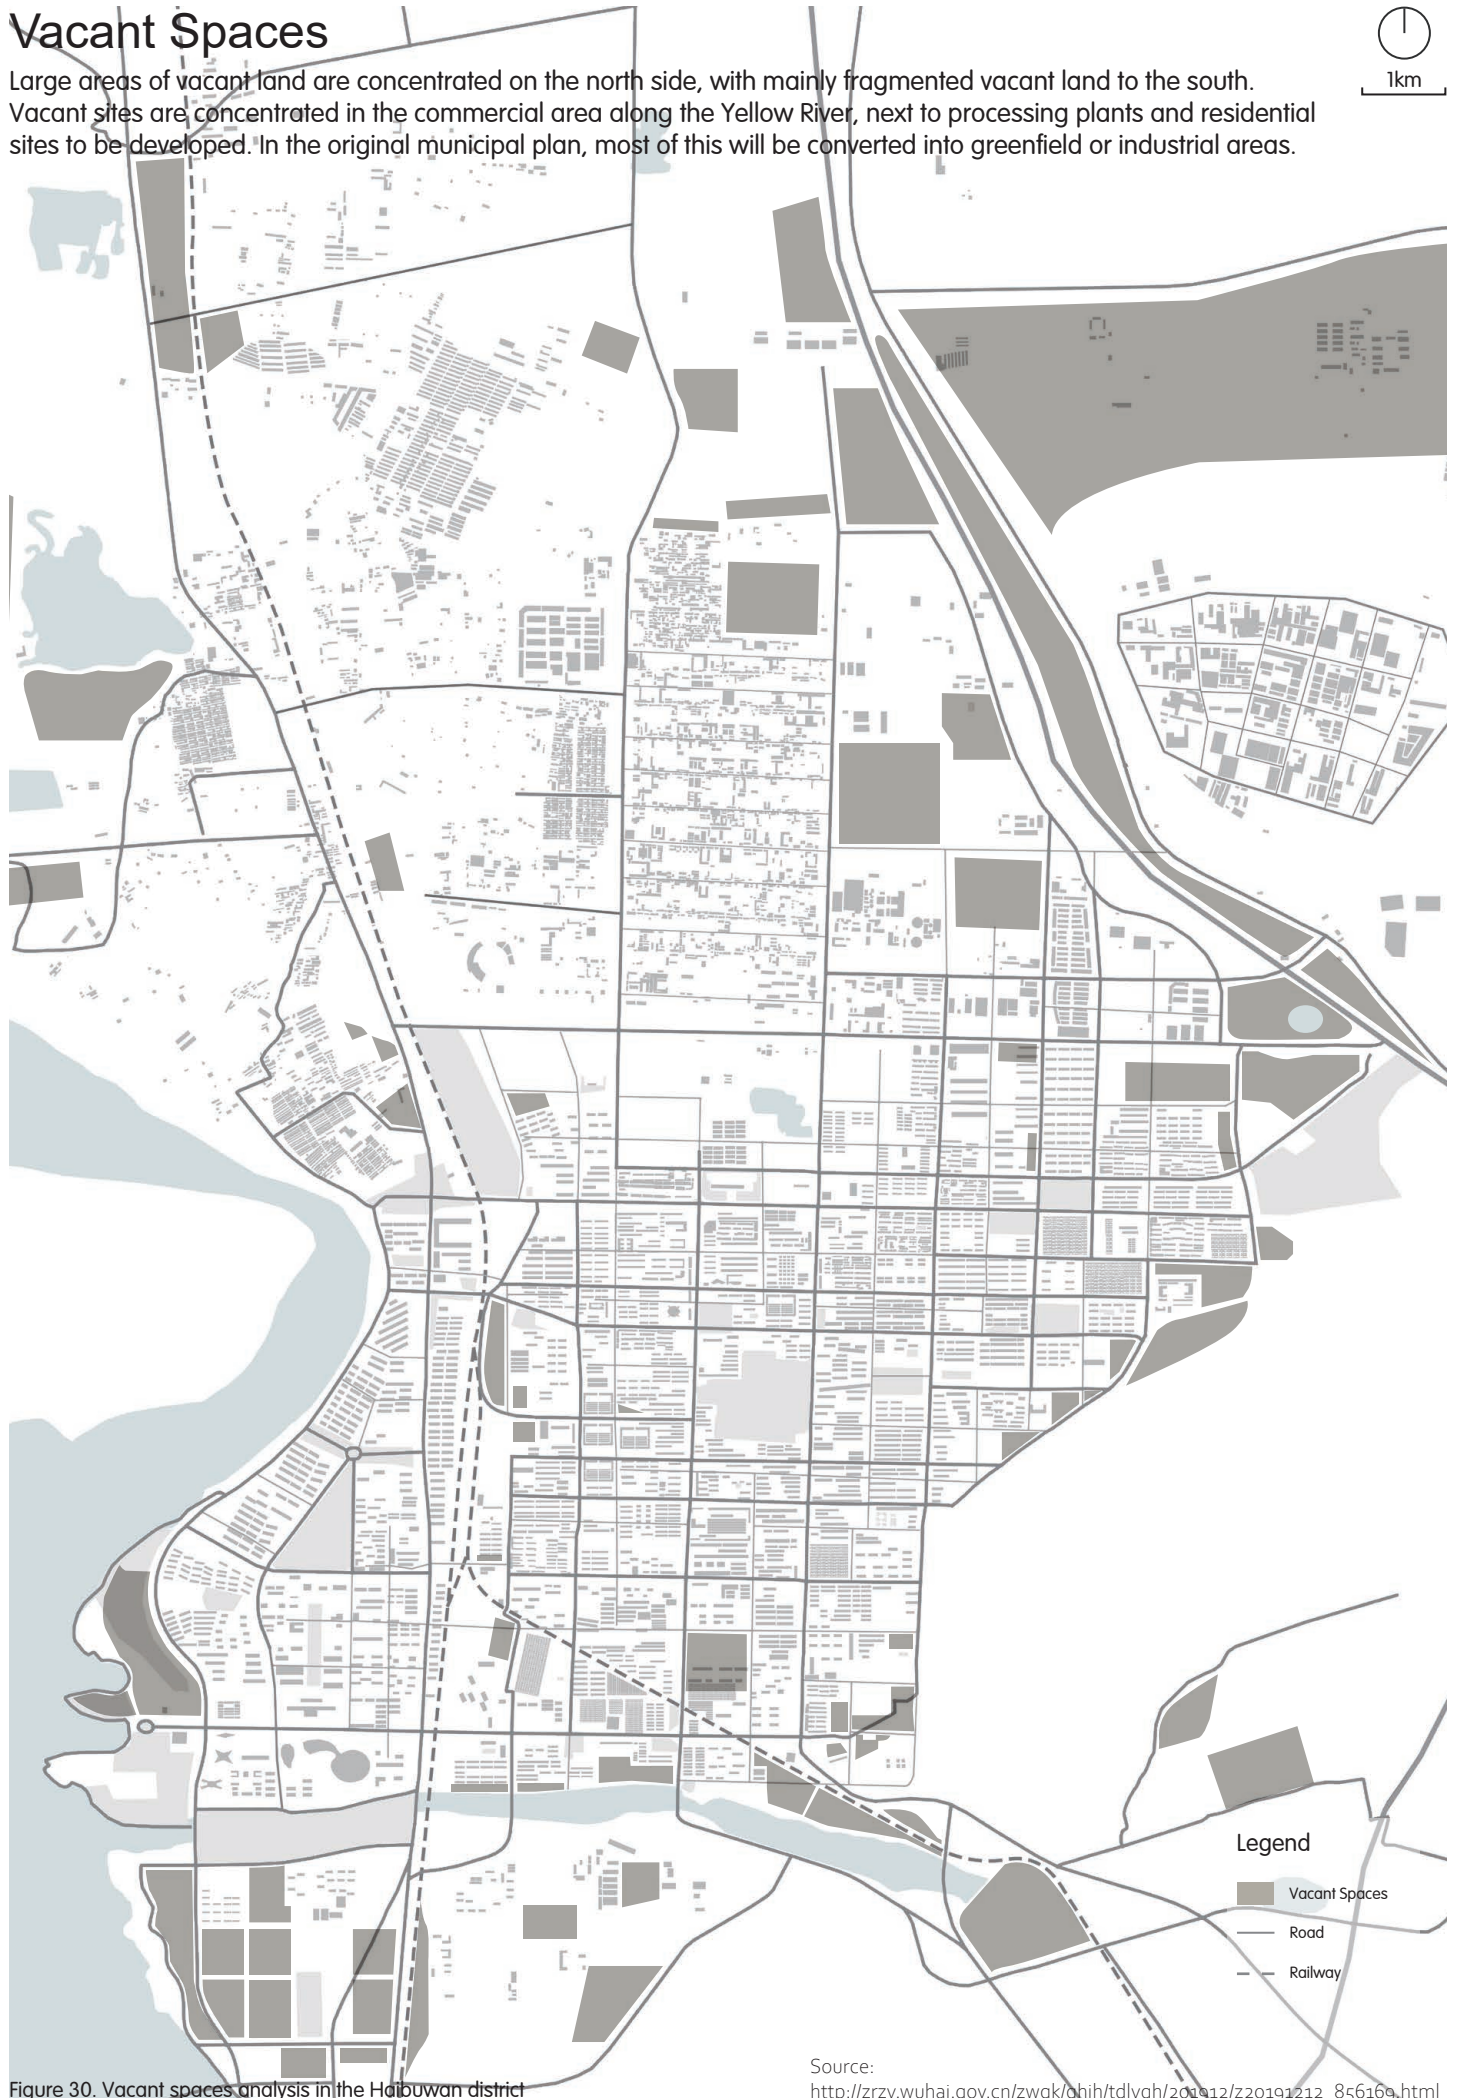 Vacant Spaces
1km
Large areas of vacant land are concentrated on the north side, with mainly fragmented vacant land to the south.
Vacant sites are concentrated in the commercial area along the Yellow River, next to processing plants and residential
sites to be developed. In the original municipal plan, most of this will be converted into greenfield or industrial areas.
Legend
Vacant Spaces
Road
Railway
Source:
http://zrzy.wuhai.gov.cn/zwgk/ghjh/tdlygh/201912/z20191212_856169.html
Figure 30. Vacant spaces analysis in the Haibuwan district